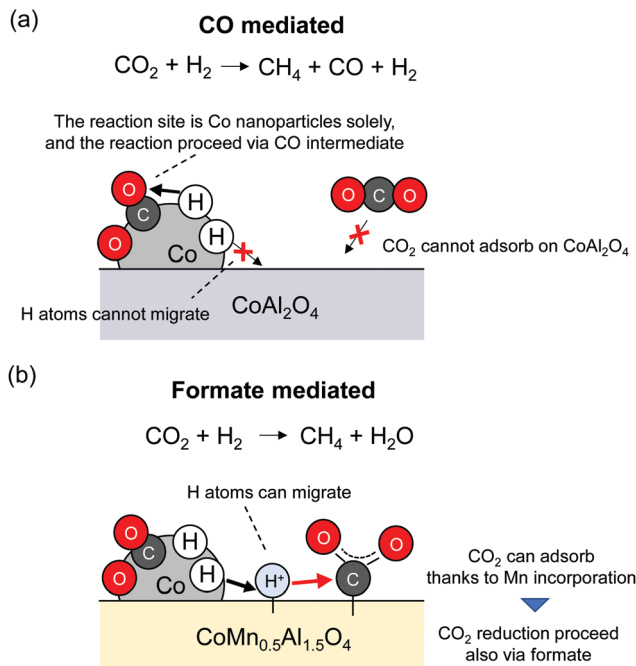 (a)
CO mediated
CO₂ + H₂ → CH₄ + CO + H₂
The reaction site is Co nanoparticles solely,
and the reaction proceed via CO intermediate
O
H
O C O
C
H
O
Co
CO₂ cannot adsorb on CoAl₂O₄
H atoms cannot migrate
CoAl₂O₄
(b)
Formate mediated
CO₂ + H₂ → CH₄ + H₂O
H atoms can migrate
O
H
O
O
C
H
O
Co
H⁺
C
CO₂ can adsorb
thanks to Mn incorporation
CoMn₀.₅Al₁.₅O₄
CO₂ reduction proceed
also via formate